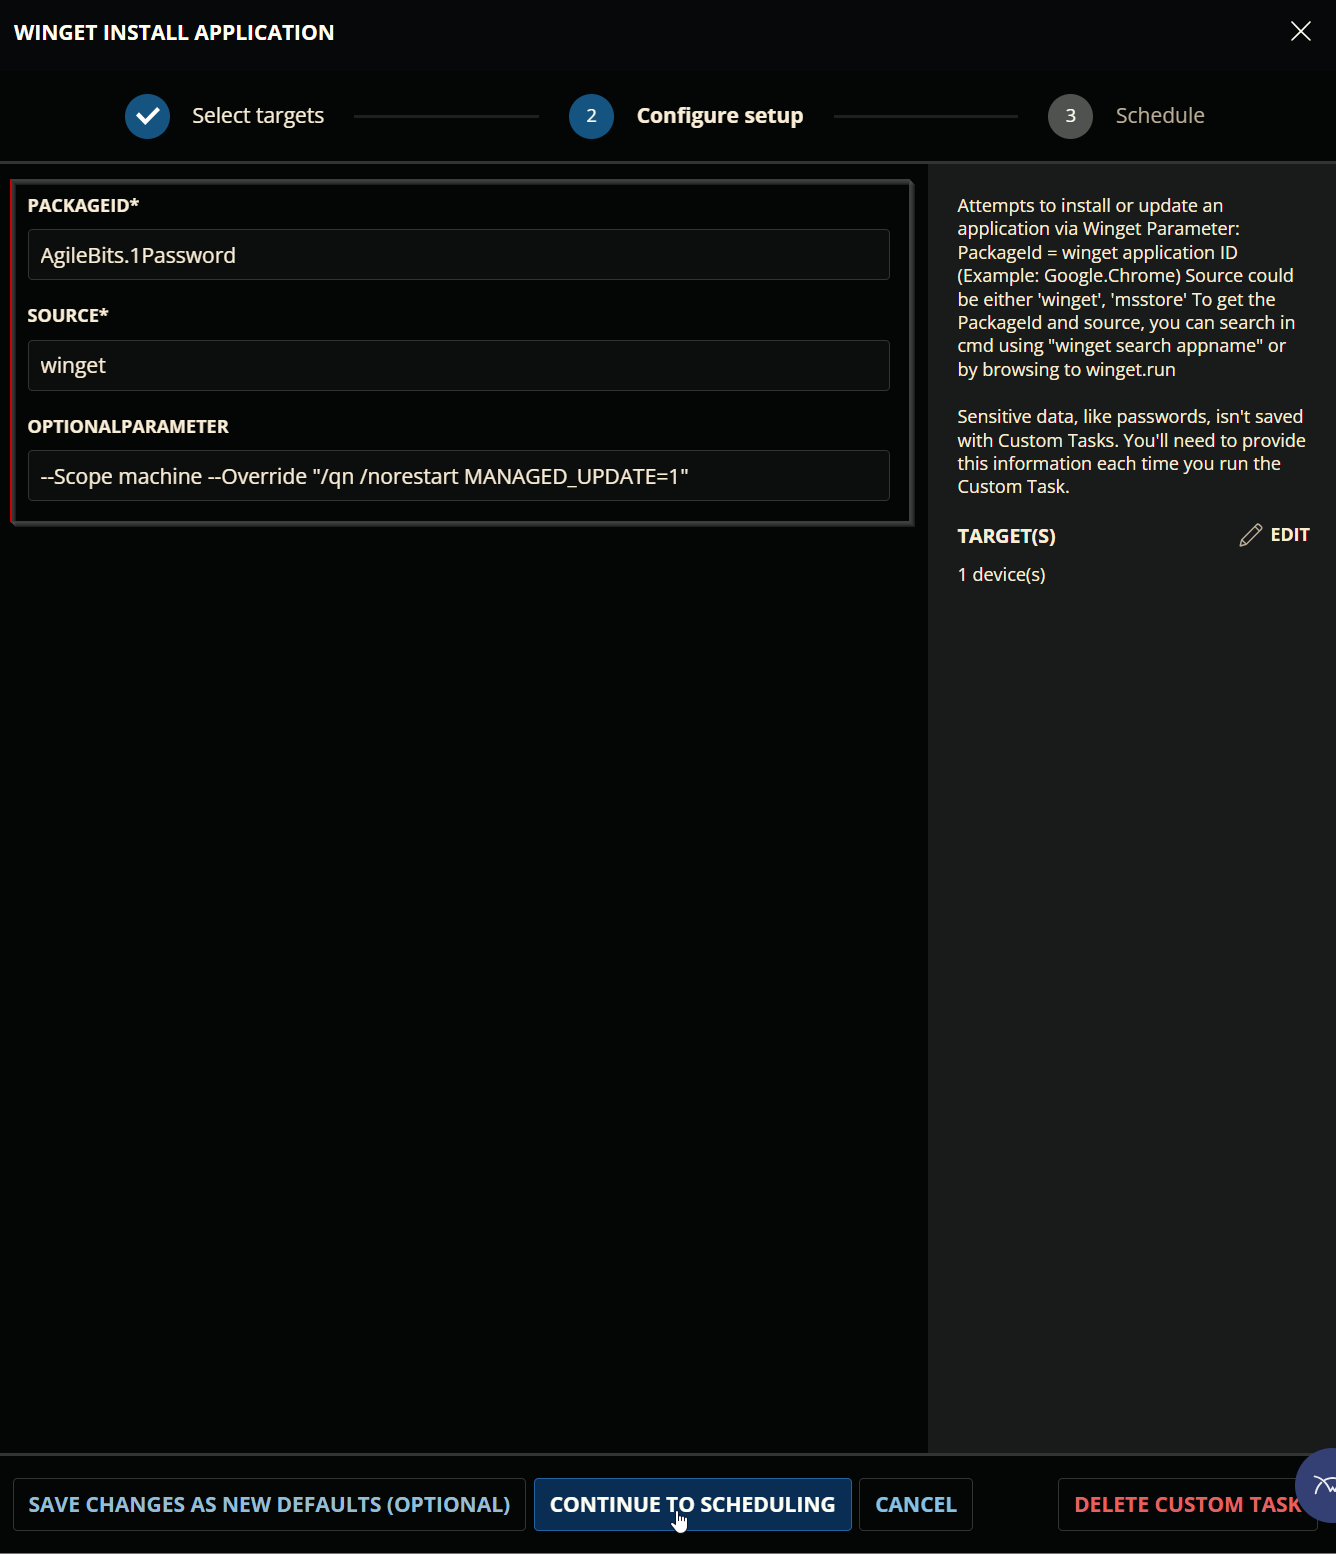 WINGET INSTALL APPLICATION
Select targets
2
Configure setup
3
Schedule
PACKAGEID*
AgileBits.1Password
SOURCE*
winget
OPTIONALPARAMETER
--Scope machine --Override "/qn /norestart MANAGED_UPDATE=1"
Attempts to install or update an
application via Winget Parameter:
PackageId = winget application ID
(Example: Google.Chrome) Source could
be either 'winget', 'msstore' To get the
PackageId and source, you can search in
cmd using "winget search appname" or
by browsing to winget.run
Sensitive data, like passwords, isn't saved
with Custom Tasks. You'll need to provide
this information each time you run the
Custom Task.
TARGET(S)
EDIT
1 device(s)
SAVE CHANGES AS NEW DEFAULTS (OPTIONAL)
CONTINUE TO SCHEDULING
CANCEL
DELETE CUSTOM TASK